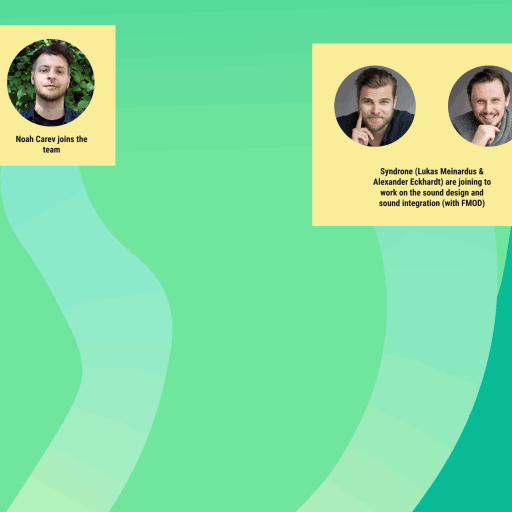 Noah Carev joins the
team
Syndrone (Lukas Meinardus &
Alexander Eckhardt) are joining to
work on the sound design and
sound integration (with FMOD)